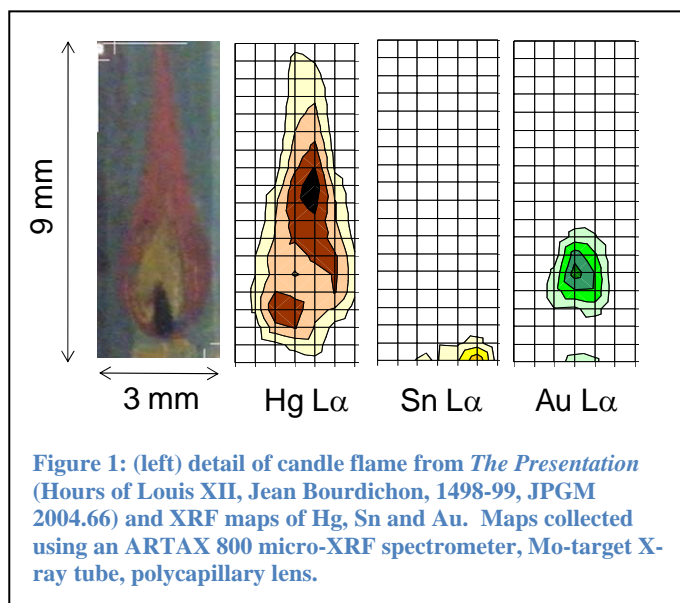 9 mm
3 mm
Hg Lα
Sn Lα
Au Lα
Figure 1: (left) detail of candle flame from The Presentation
(Hours of Louis XII, Jean Bourdichon, 1498-99, JPGM
2004.66) and XRF maps of Hg, Sn and Au.  Maps collected
using an ARTAX 800 micro-XRF spectrometer, Mo-target X-
ray tube, polycapillary lens.